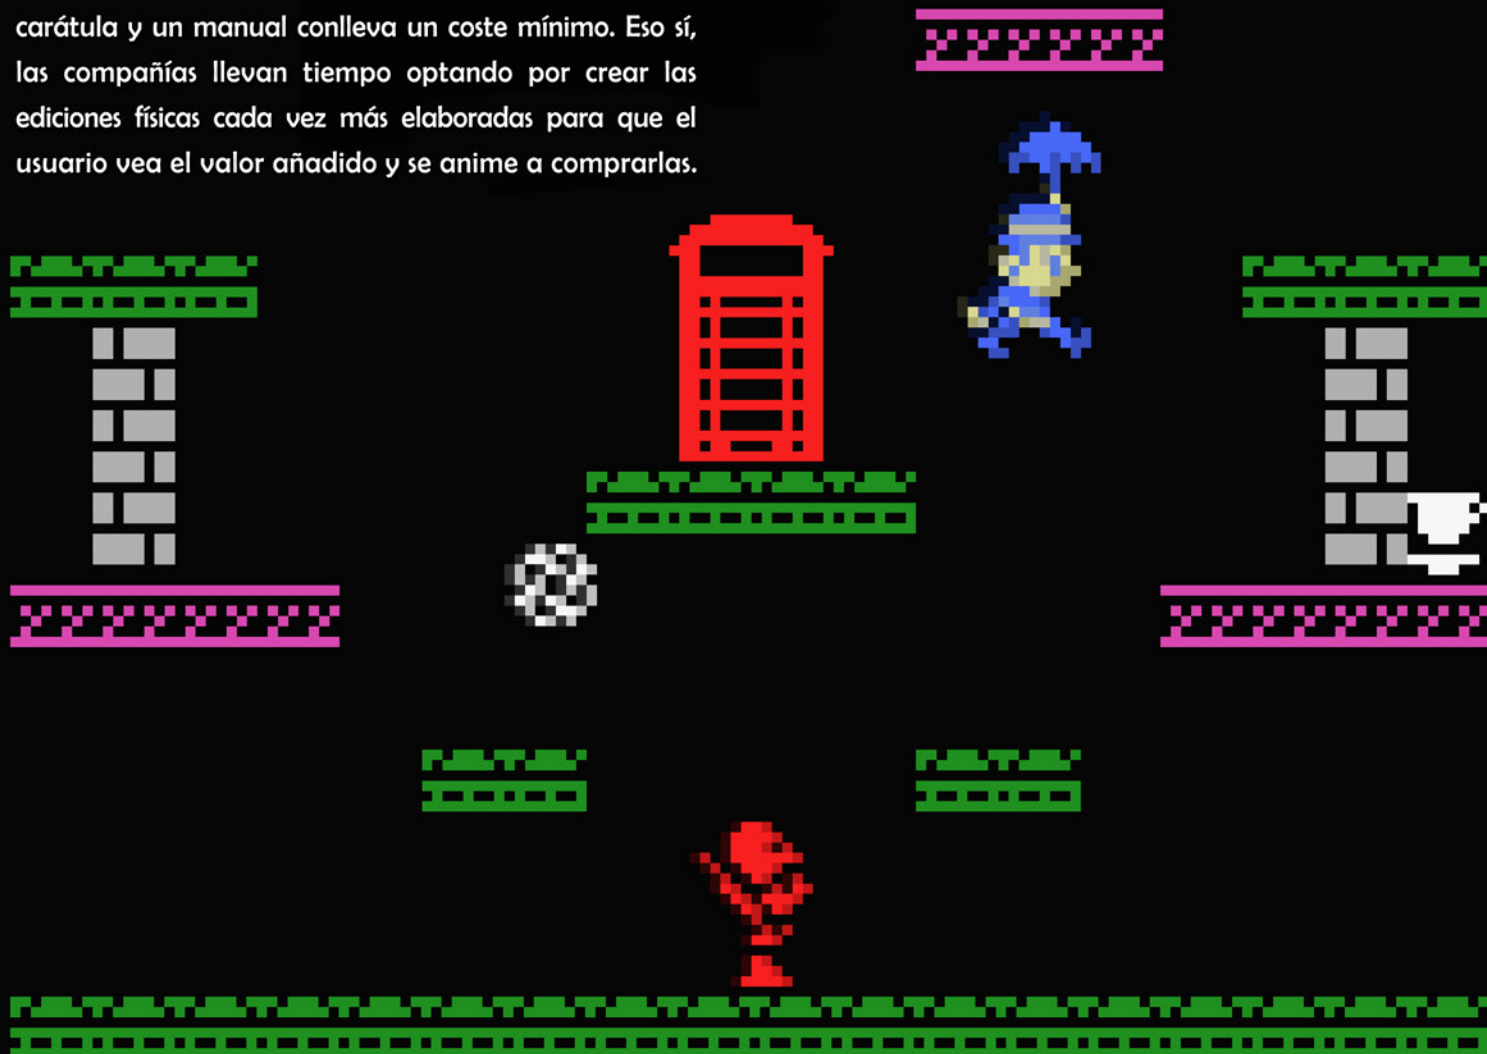 carátula y un manual conlleva un coste mínimo. Eso sí,
las compañías llevan tiempo optando por crear las
ediciones físicas cada vez más elaboradas para que el
usuario vea el valor añadido y se anime a comprarlas.